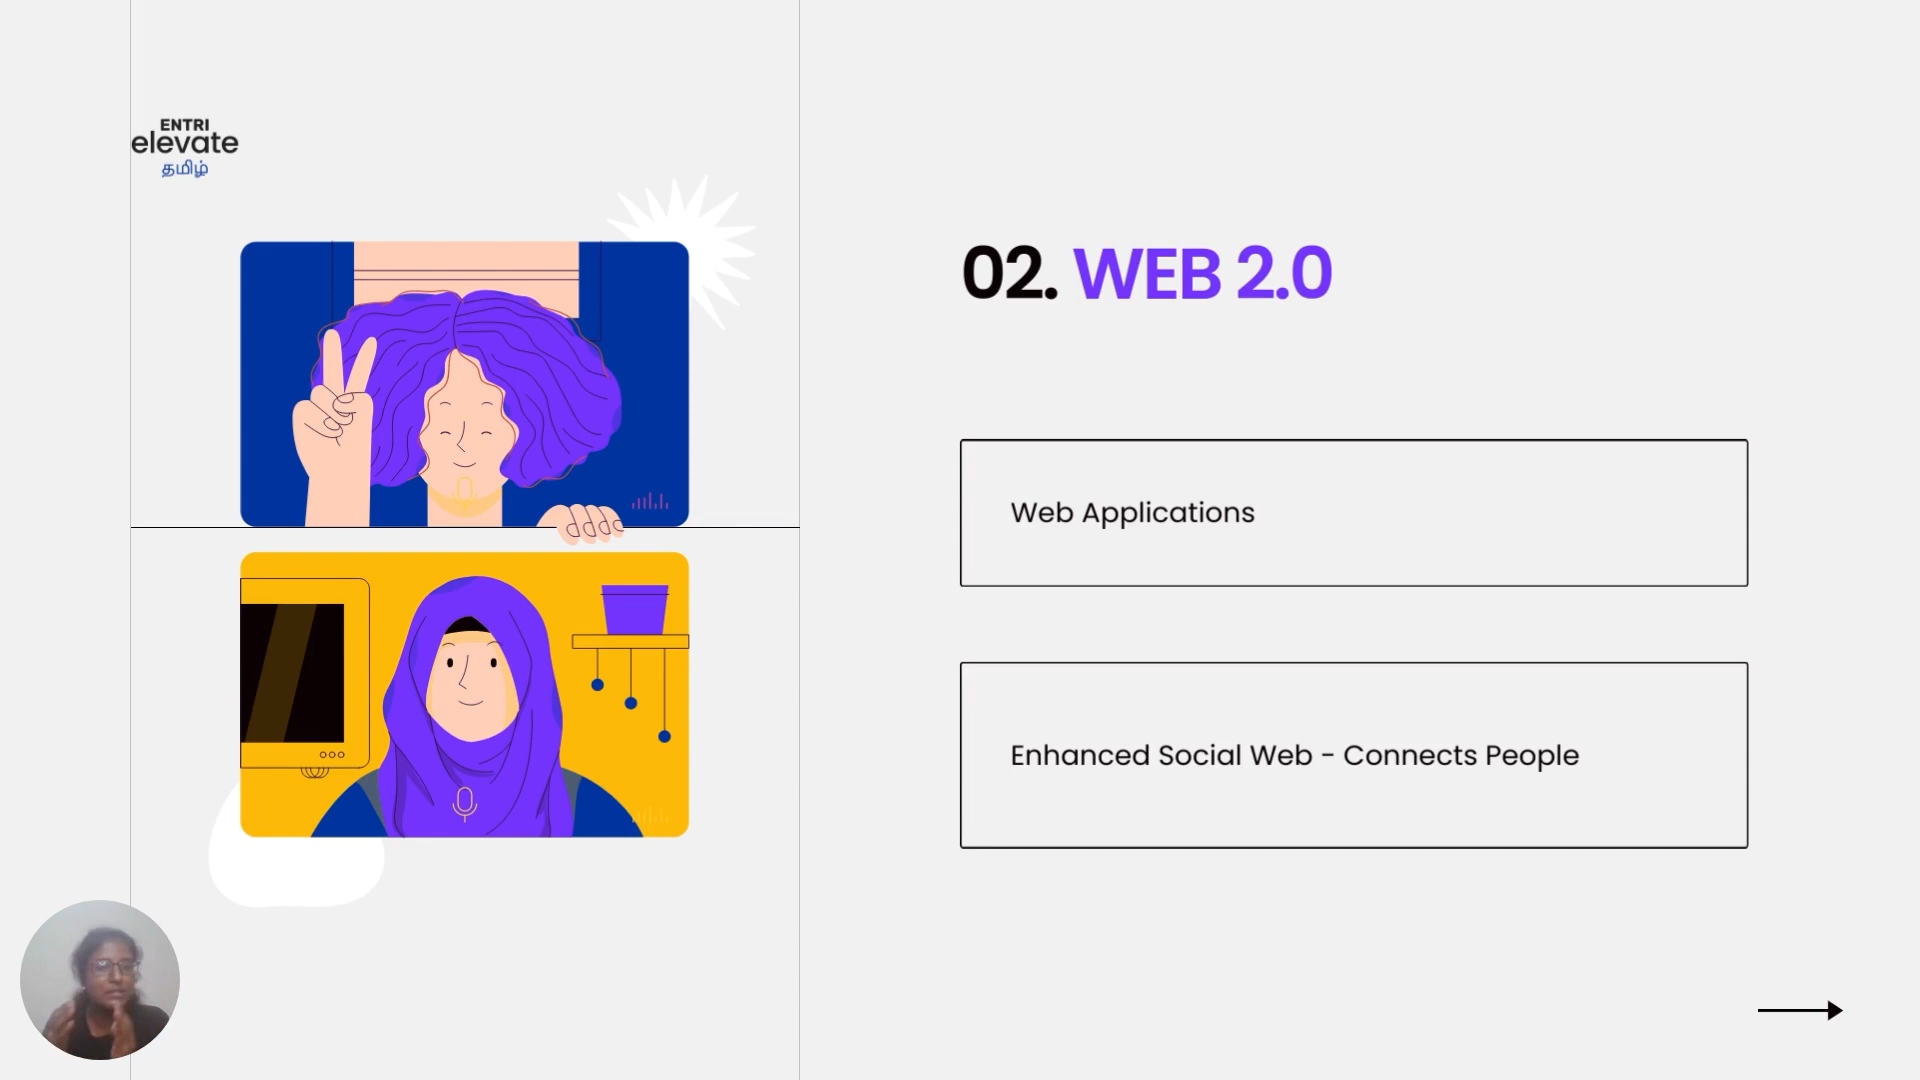 ENTRI
elevate
தமிழ்
02. WEB 2.0
Web Applications
Enhanced Social Web - Connects People